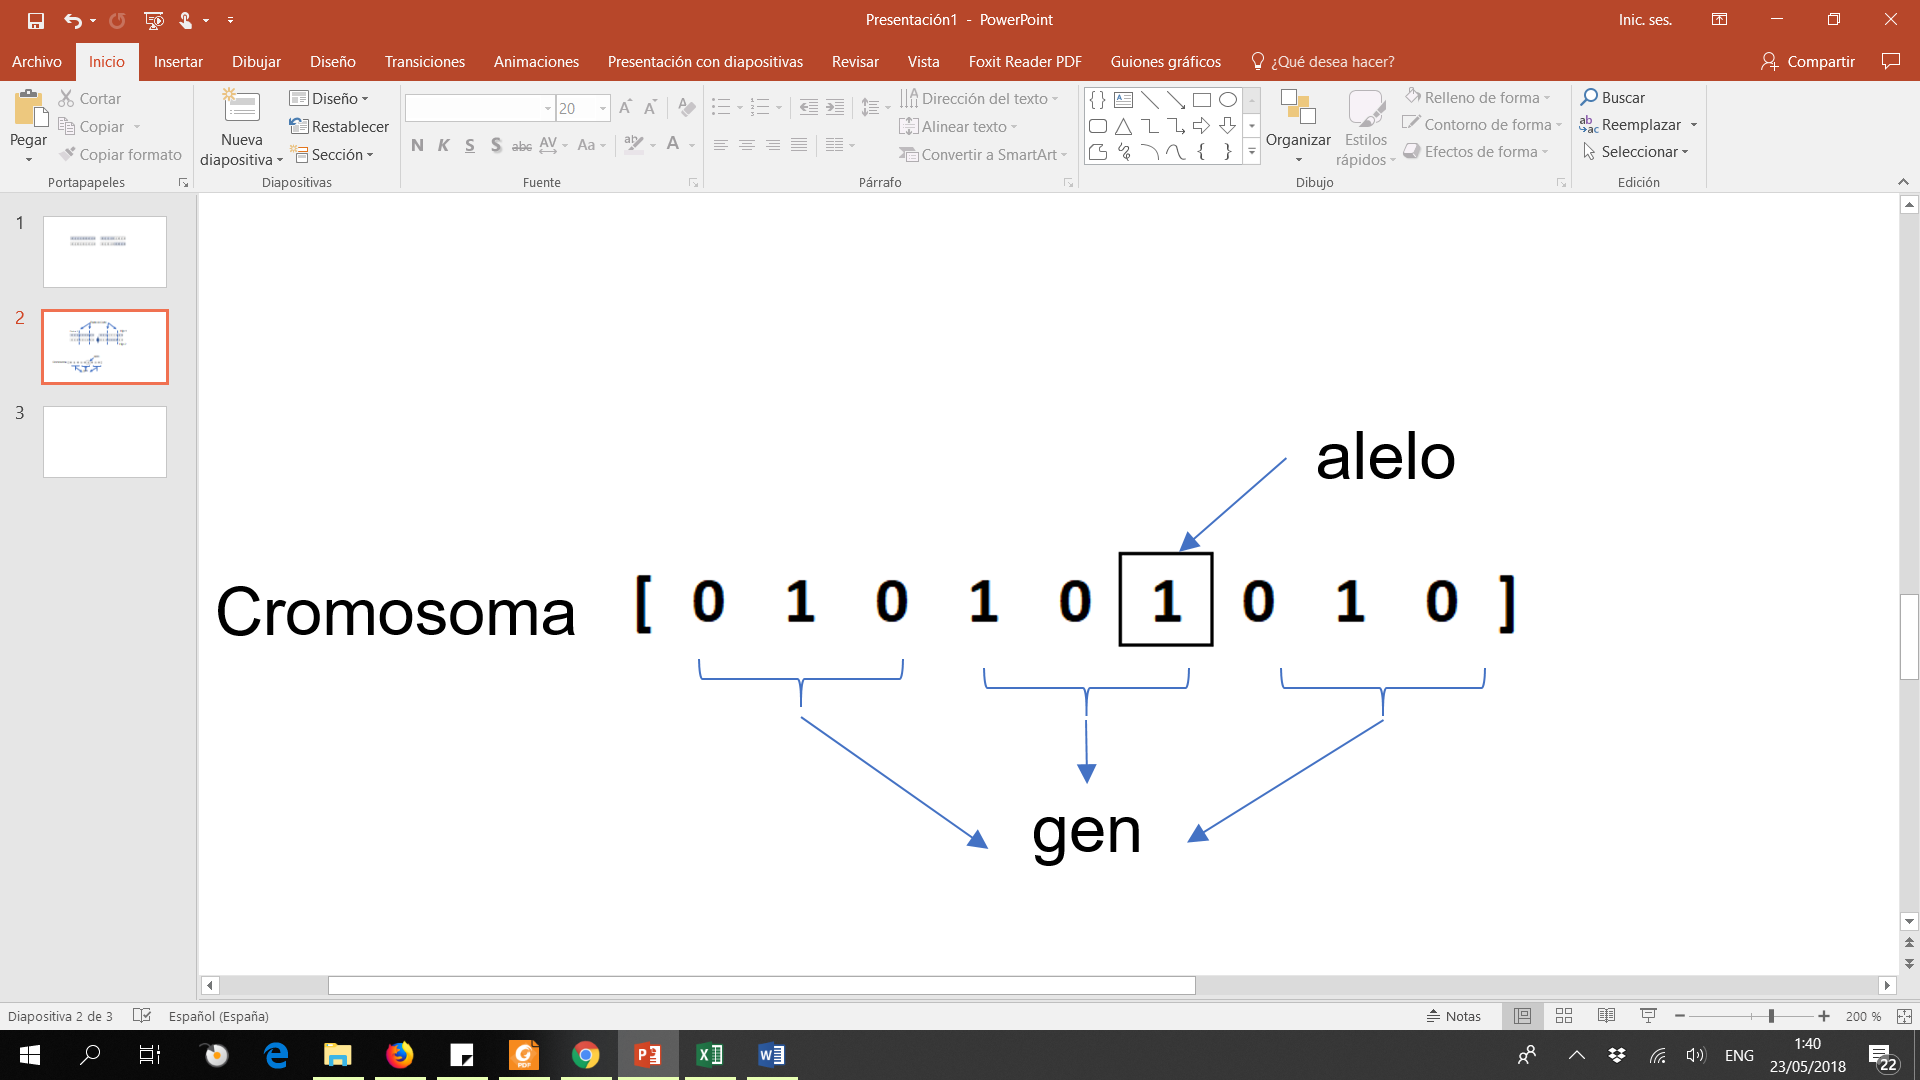 Presentación1 - PowerPoint
Inic. ses.
Archivo Inicio Insertar Dibujar Diseño Transiciones Animaciones Presentación con diapositivas Revisar Vista Foxit Reader PDF Guiones gráficos ¿Qué desea hacer? Compartir
Pegar
Cortar
Copiar
Copiar formato
Portapapeles
Nueva
diapositiva
Diseño
Restablecer
Sección
Diapositivas
20
N K S S abc AV Aa A
Fuente
Dirección del texto
Alinear texto
Convertir a SmartArt
Párrafo
Organizar
Estilos
rápidos
Relleno de forma
Contorno de forma
Efectos de forma
Dibujo
Buscar
Reemplazar
Seleccionar
Edición
1
2
3
alelo
Cromosoma [ 0 1 0 1 0 1 0 1 0 ]
gen
Diapositiva 2 de 3 Español (España) Notas 200 %
ENG
1:40
23/05/2018
22